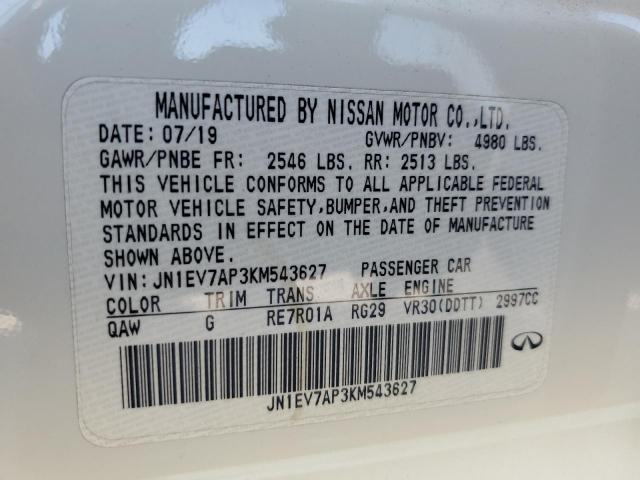 MANUFACTURED BY NISSAN MOTOR CO.,LTD.
DATE: 07/19 GVWR/PNBV: 4980 LBS.
GAWR/PNBE FR: 2546 LBS. RR: 2513 LBS.
THIS VEHICLE CONFORMS TO ALL APPLICABLE FEDERAL
MOTOR VEHICLE SAFETY,BUMPER,AND THEFT PREVENTION
STANDARDS IN EFFECT ON THE DATE OF MANUFACTURE
SHOWN ABOVE.
VIN: JN1EV7AP3KM543627 PASSENGER CAR
COLOR TRIM TRANS AXLE ENGINE
QAW G RE7R01A RG29 VR30(DDTT) 2997CC
JN1EV7AP3KM543627